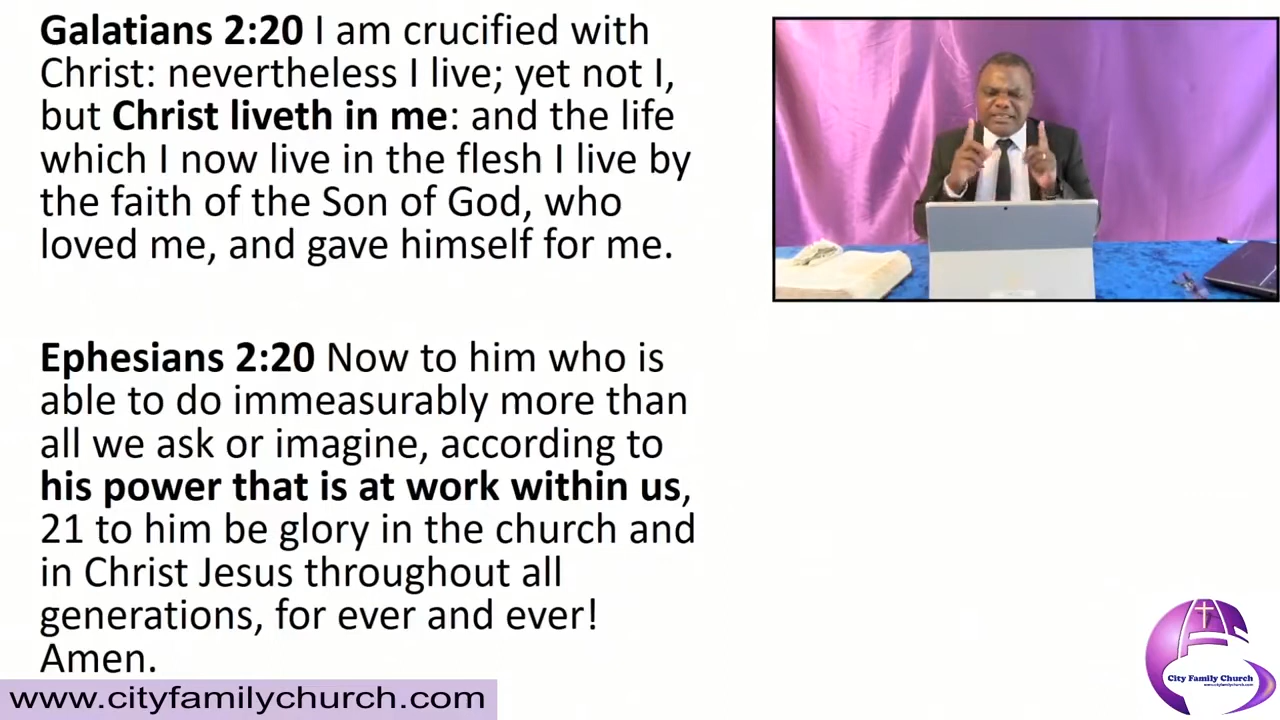 Galatians 2:20 I am crucified with
Christ: nevertheless I live; yet not I,
but Christ liveth in me: and the life
which I now live in the flesh I live by
the faith of the Son of God, who
loved me, and gave himself for me.
Ephesians 2:20 Now to him who is
able to do immeasurably more than
all we ask or imagine, according to
his power that is at work within us,
21 to him be glory in the church and
in Christ Jesus throughout all
generations, for ever and ever!
Amen.
www.cityfamilychurch.com
City Family Church
www.cityfamilychurch.com